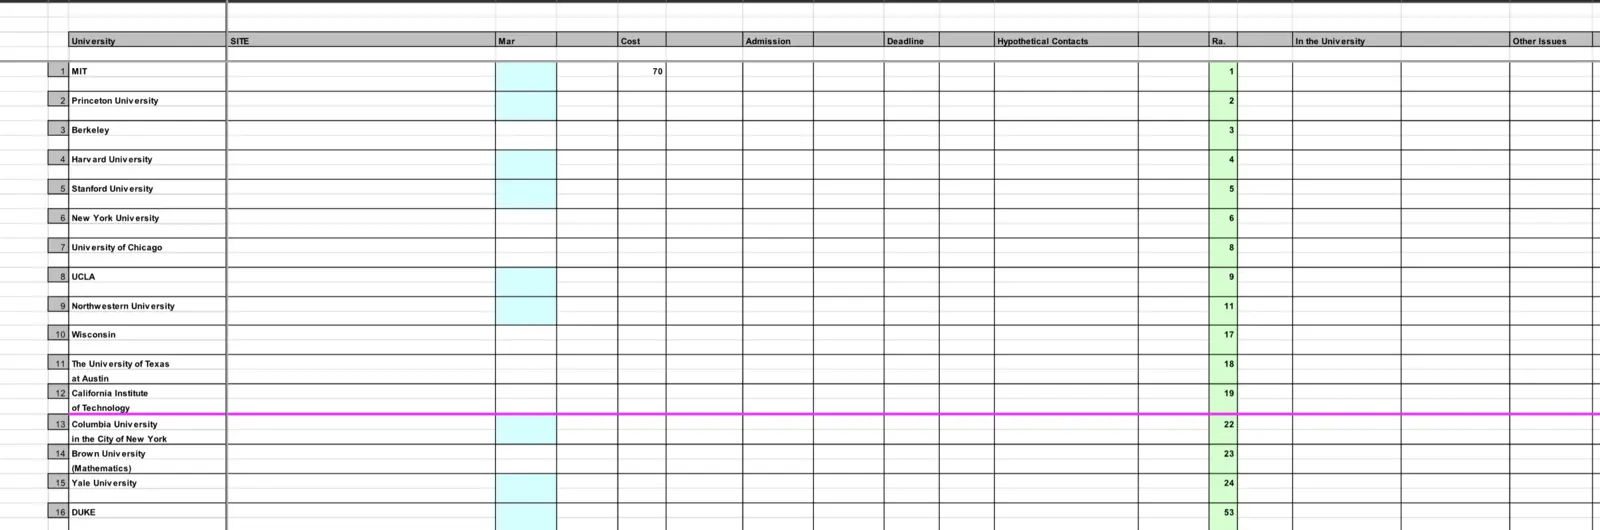 University SITE Mar Cost Admission Deadline Hypothetical Contacts Ra. In the University Other Issues
1 MIT 70 1
2 Princeton University 2
3 Berkeley 3
4 Harvard University 4
5 Stanford University 5
6 New York University 6
7 University of Chicago 8
8 UCLA 9
9 Northwestern University 11
10 Wisconsin 17
11 The University of Texas 18
at Austin
12 California Institute 19
of Technology
13 Columbia University 22
in the City of New York
14 Brown University 23
(Mathematics)
15 Yale University 24
16 DUKE 53